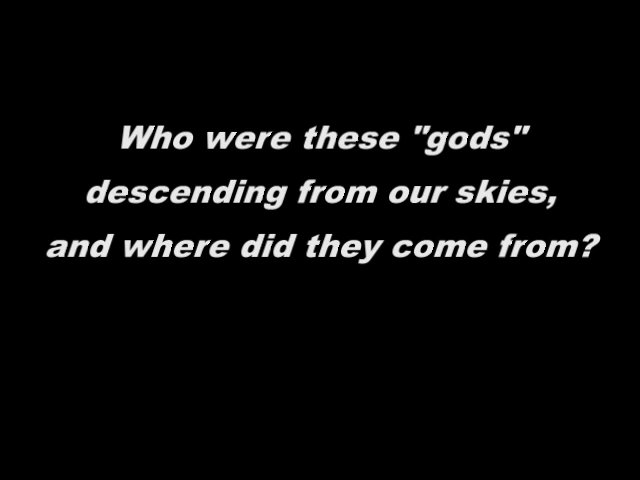 Who were these "gods"
descending from our skies,
and where did they come from?